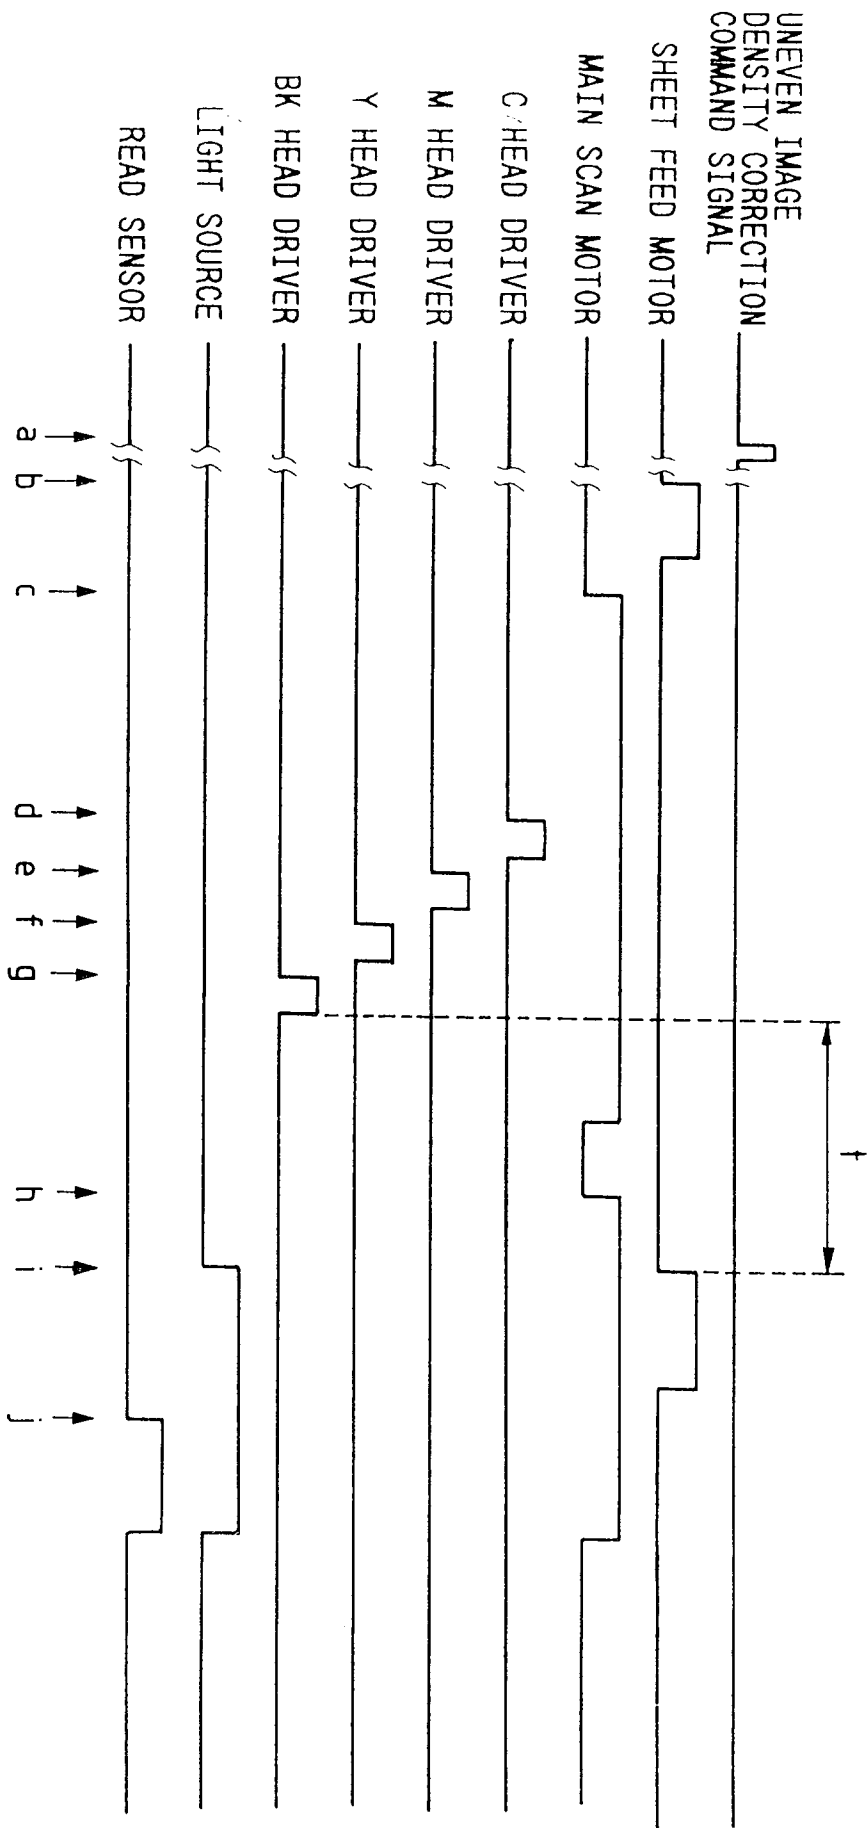 UNEVEN IMAGE
DENSITY CORRECTION
COMMAND SIGNAL
SHEET FEED MOTOR
MAIN SCAN MOTOR
C HEAD DRIVER
M HEAD DRIVER
Y HEAD DRIVER
BK HEAD DRIVER
LIGHT SOURCE
READ SENSOR
t
a
b
c
d
e
f
g
h
i
j